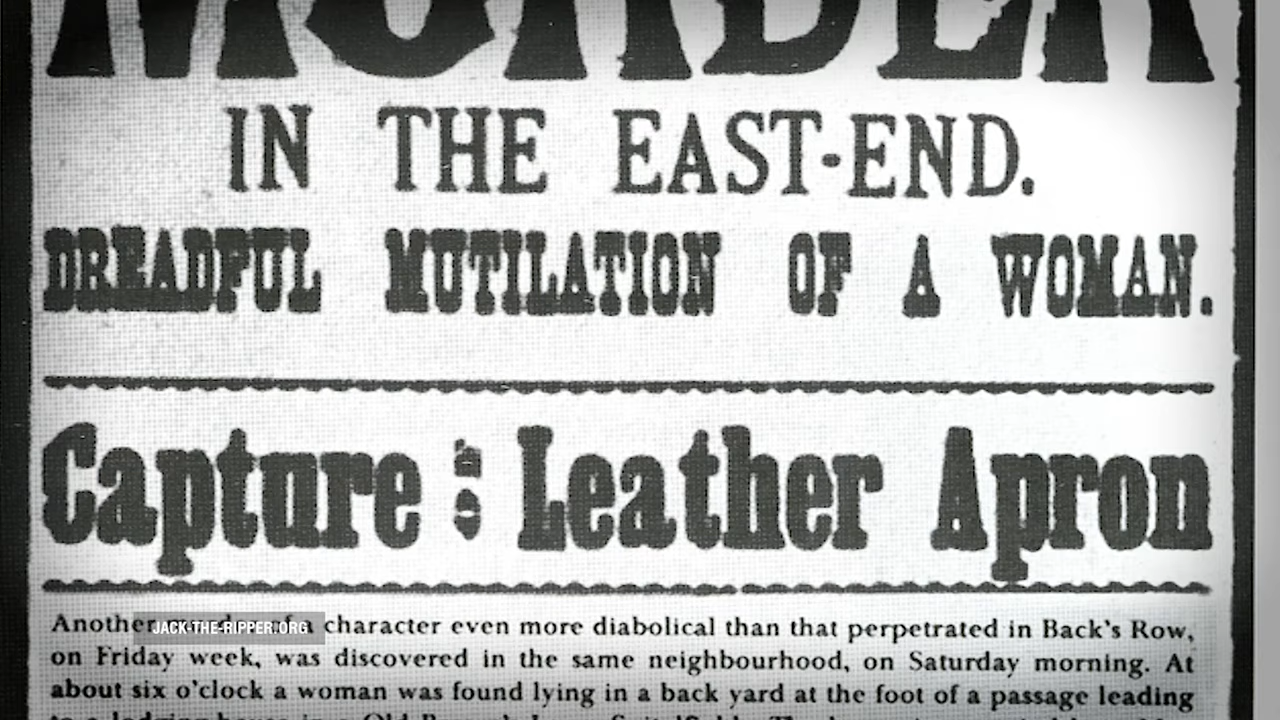 MURDER
IN THE EAST-END.
DREADFUL MUTILATION OF A WOMAN.
Capture : Leather Apron
Another character even more diabolical than that perpetrated in Back's Row,
JACK-THE-RIPPER.ORG
on Friday week, was discovered in the same neighbourhood, on Saturday morning. At
about six o'clock a woman was found lying in a back yard at the foot of a passage leading